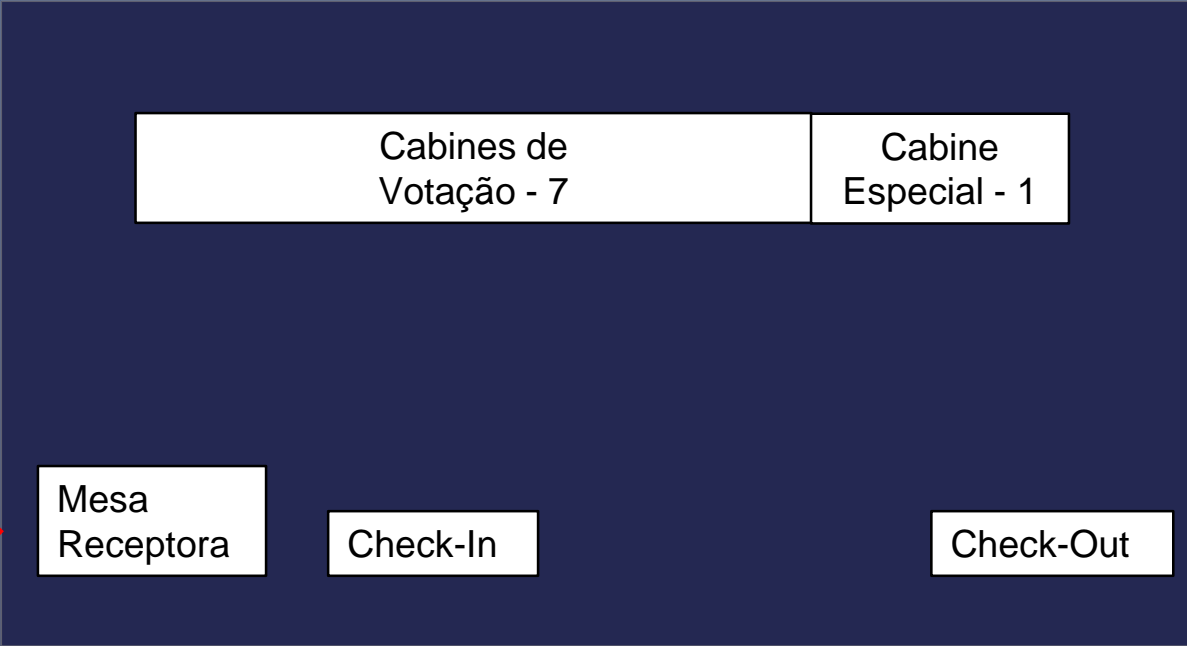 Cabines de
Votação - 7
Cabine
Especial - 1
Mesa
Receptora
Check-In
Check-Out